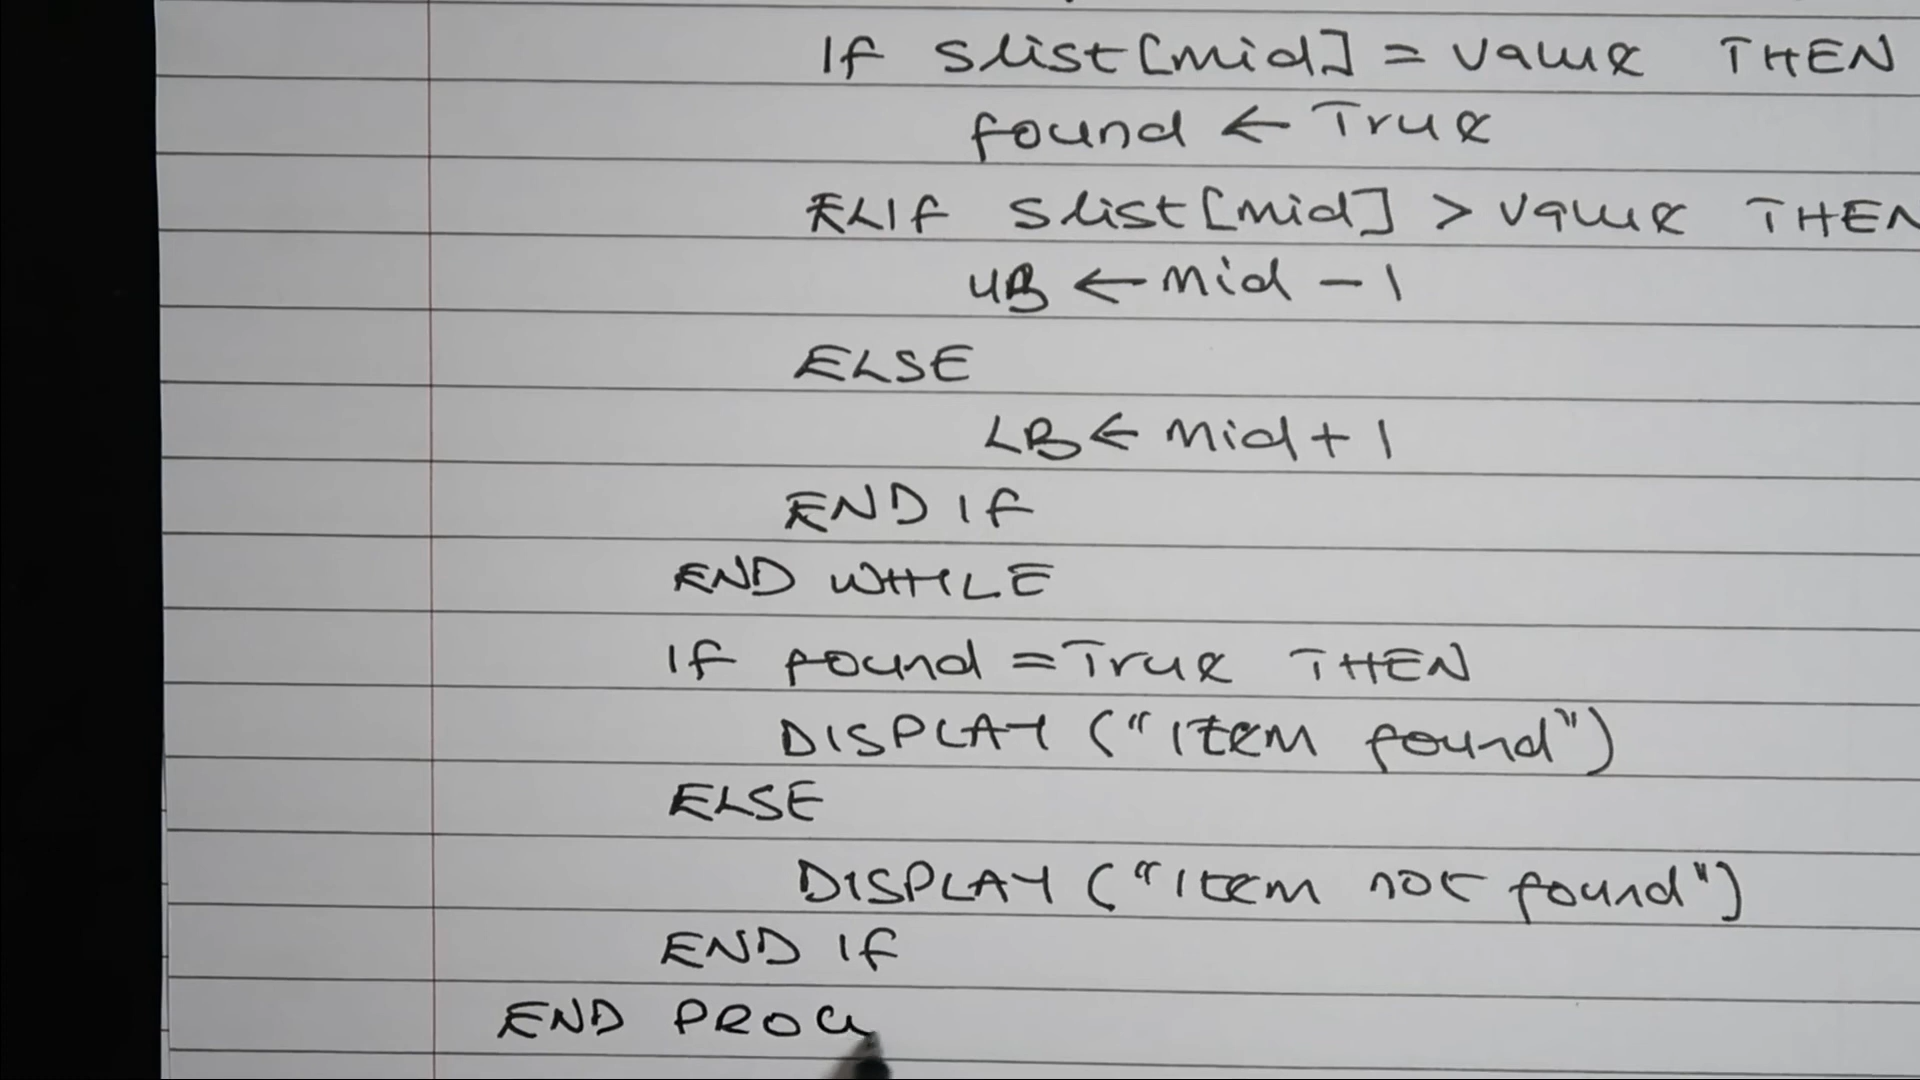 If slist[mid] = value THEN
found ← True
ELIF slist[mid] > value THEN
UB ← mid - 1
ELSE
LB ← mid + 1
END IF
END WHILE
If found = True THEN
DISPLAY ("Item found")
ELSE
DISPLAY ("Item not found")
END IF
END PROC